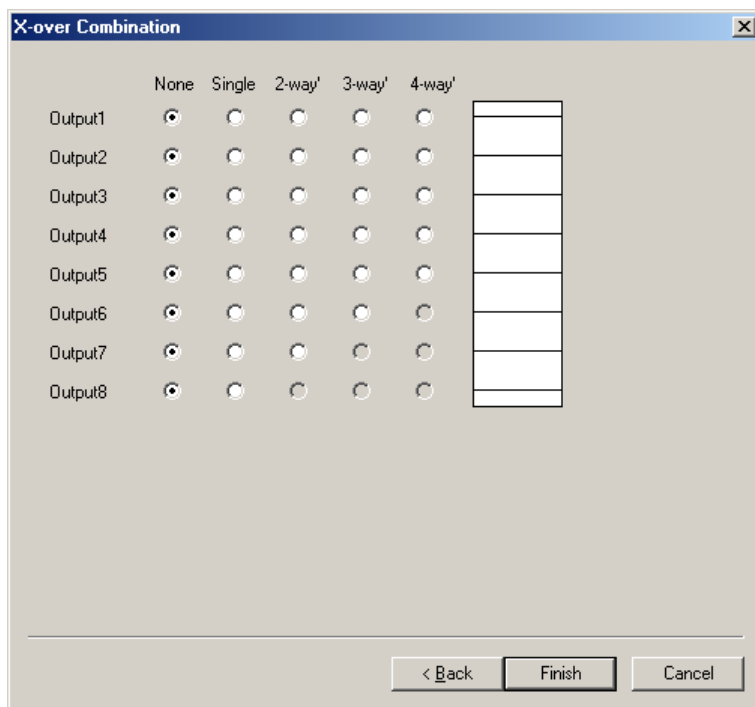 X-over Combination
None Single 2-way' 3-way' 4-way'
Output1
Output2
Output3
Output4
Output5
Output6
Output7
Output8
< Back Finish Cancel